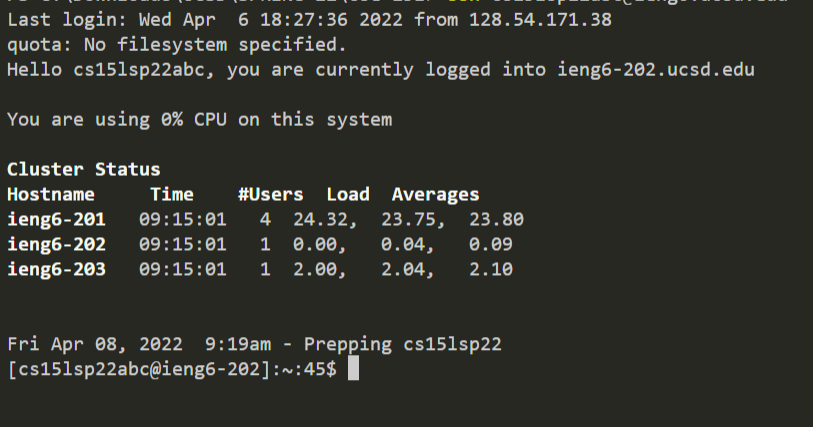 Last login: Wed Apr  6 18:27:36 2022 from 128.54.171.38
quota: No filesystem specified.
Hello cs15lsp22abc, you are currently logged into ieng6-202.ucsd.edu
You are using 0% CPU on this system
Cluster Status
Hostname     Time    #Users  Load  Averages
ieng6-201   09:15:01   4  24.32,  23.75,  23.80
ieng6-202   09:15:01   1  0.00,   0.04,   0.09
ieng6-203   09:15:01   1  2.00,   2.04,   2.10
Fri Apr 08, 2022  9:19am - Prepping cs15lsp22
[cs15lsp22abc@ieng6-202]:~:45$